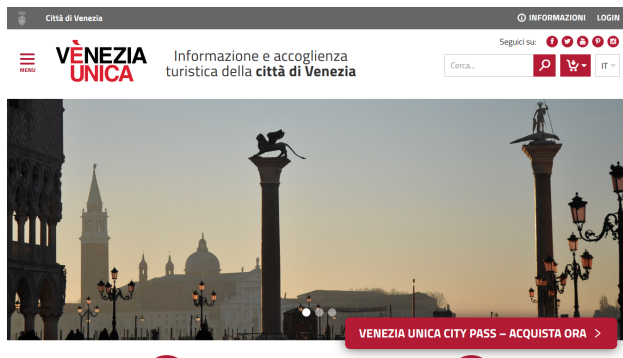 Città di Venezia
INFORMAZIONI LOGIN
Seguici su:
MENU
VÈNEZIA
UNICA
Informazione e accoglienza
turistica della città di Venezia
Cerca...
IT
VENEZIA UNICA CITY PASS – ACQUISTA ORA